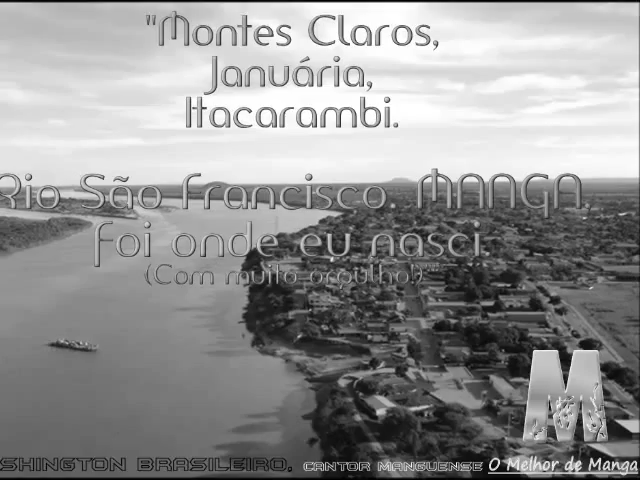 "Montes Claros,
Januária,
Itacarambi.
Rio São Francisco, MANGA
Foi onde eu nasci
(Com muito orgulho!)
M
SHINGTON BRASILEIRO, CANTOR MANGUENSE O Melhor de Manga